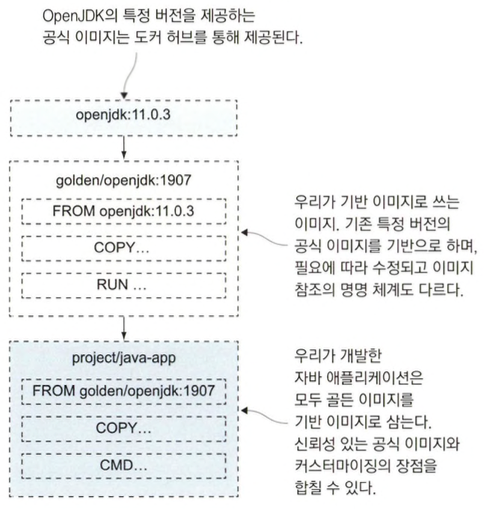 OpenJDK의 특정 버전을 제공하는
공식 이미지는 도커 허브를 통해 제공된다.
openjdk:11.0.3
golden/openjdk:1907
FROM openjdk:11.0.3
COPY…
RUN …
우리가 기반 이미지로 쓰는
이미지. 기존 특정 버전의
공식 이미지를 기반으로 하며,
필요에 따라 수정되고 이미지
참조의 명명 체계도 다르다.
project/java-app
FROM golden/openjdk:1907
COPY…
CMD…
우리가 개발한
자바 애플리케이션은
모두 골든 이미지를
기반 이미지로 삼는다.
신뢰성 있는 공식 이미지와
커스터마이징의 장점을
합칠 수 있다.